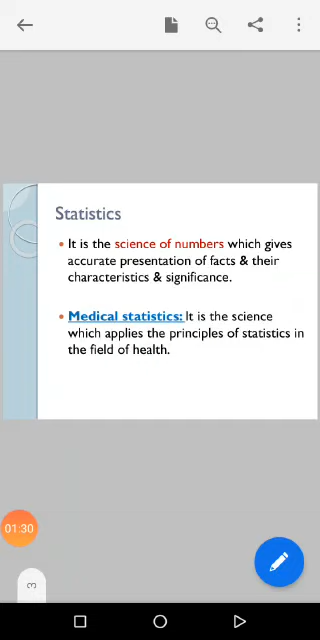 Statistics
It is the science of numbers which gives
accurate presentation of facts & their
characteristics & significance.
Medical statistics: It is the science
which applies the principles of statistics in
the field of health.
01:30
3